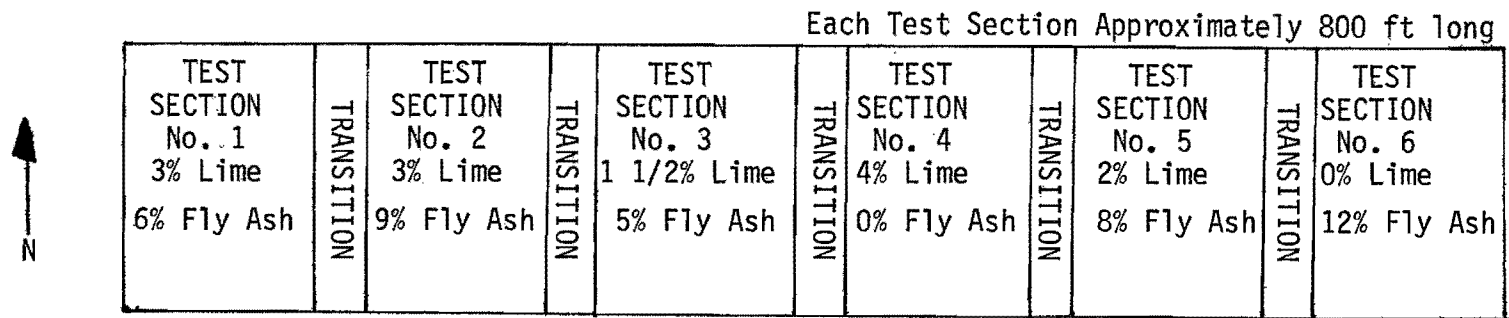 Each Test Section Approximately 800 ft long
TEST
SECTION
No. 1
3% Lime
6% Fly Ash
TRANSITION
TEST
SECTION
No. 2
3% Lime
9% Fly Ash
TRANSITION
TEST
SECTION
No. 3
1 1/2% Lime
5% Fly Ash
TRANSITION
TEST
SECTION
No. 4
4% Lime
0% Fly Ash
TRANSITION
TEST
SECTION
No. 5
2% Lime
8% Fly Ash
TRANSITION
TEST
SECTION
No. 6
0% Lime
12% Fly Ash
N